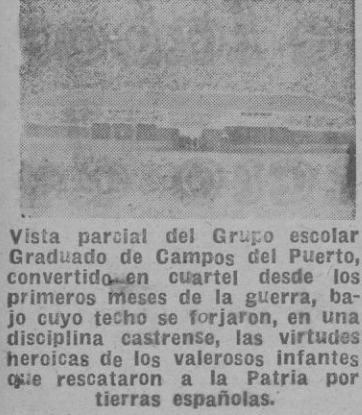 Vista parcial del Grupo escolar
Graduado de Campos del Puerto,
convertido en cuartel desde los
primeros meses de la guerra, ba-
jo cuyo techo se forjaron, en una
disciplina castrense, las virtudes
heroicas de los valerosos infantes
que rescataron a la Patria por
tierras españolas.